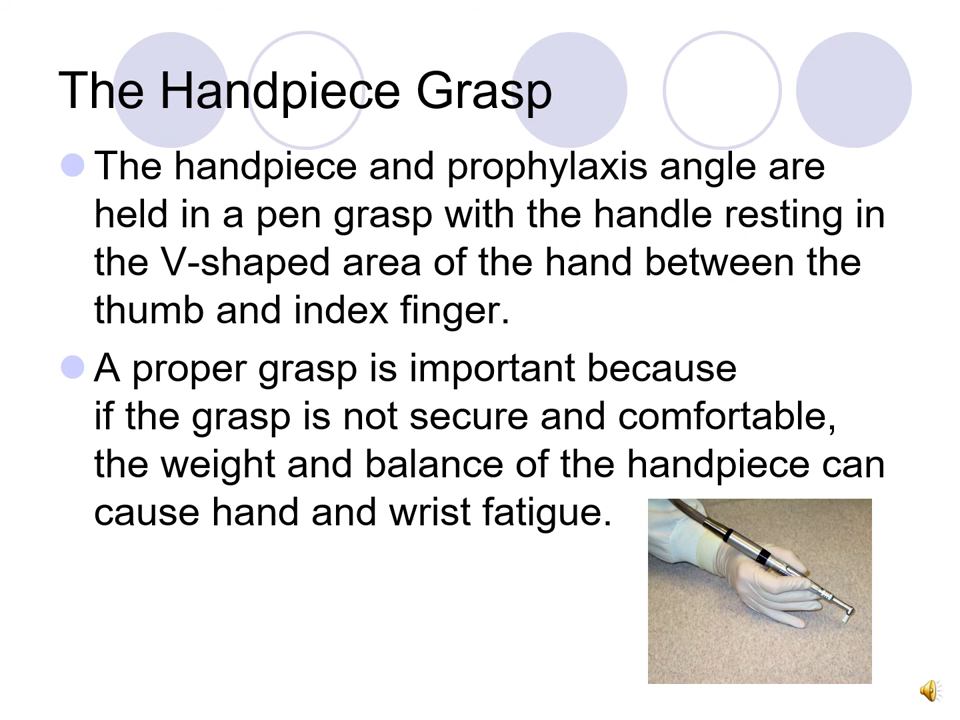 The Handpiece Grasp
The handpiece and prophylaxis angle are
held in a pen grasp with the handle resting in
the V-shaped area of the hand between the
thumb and index finger.
A proper grasp is important because
if the grasp is not secure and comfortable,
the weight and balance of the handpiece can
cause hand and wrist fatigue.